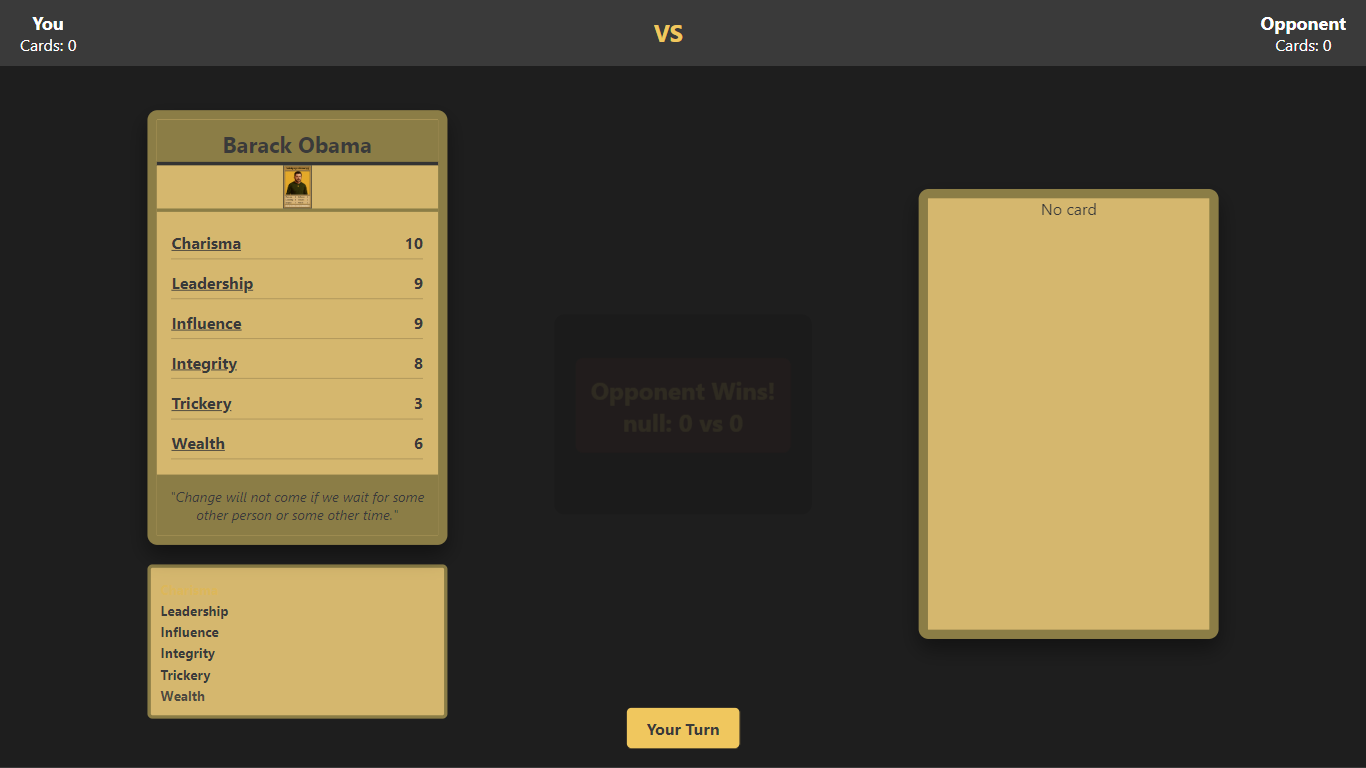 You
Cards: 0
VS
Opponent
Cards: 0
Barack Obama
Charisma 10
Leadership 9
Influence 9
Integrity 8
Trickery 3
Wealth 6
"Change will not come if we wait for some
other person or some other time."
Leadership
Influence
Integrity
Trickery
Wealth
Opponent Wins!
null: 0 vs 0
No card
Your Turn